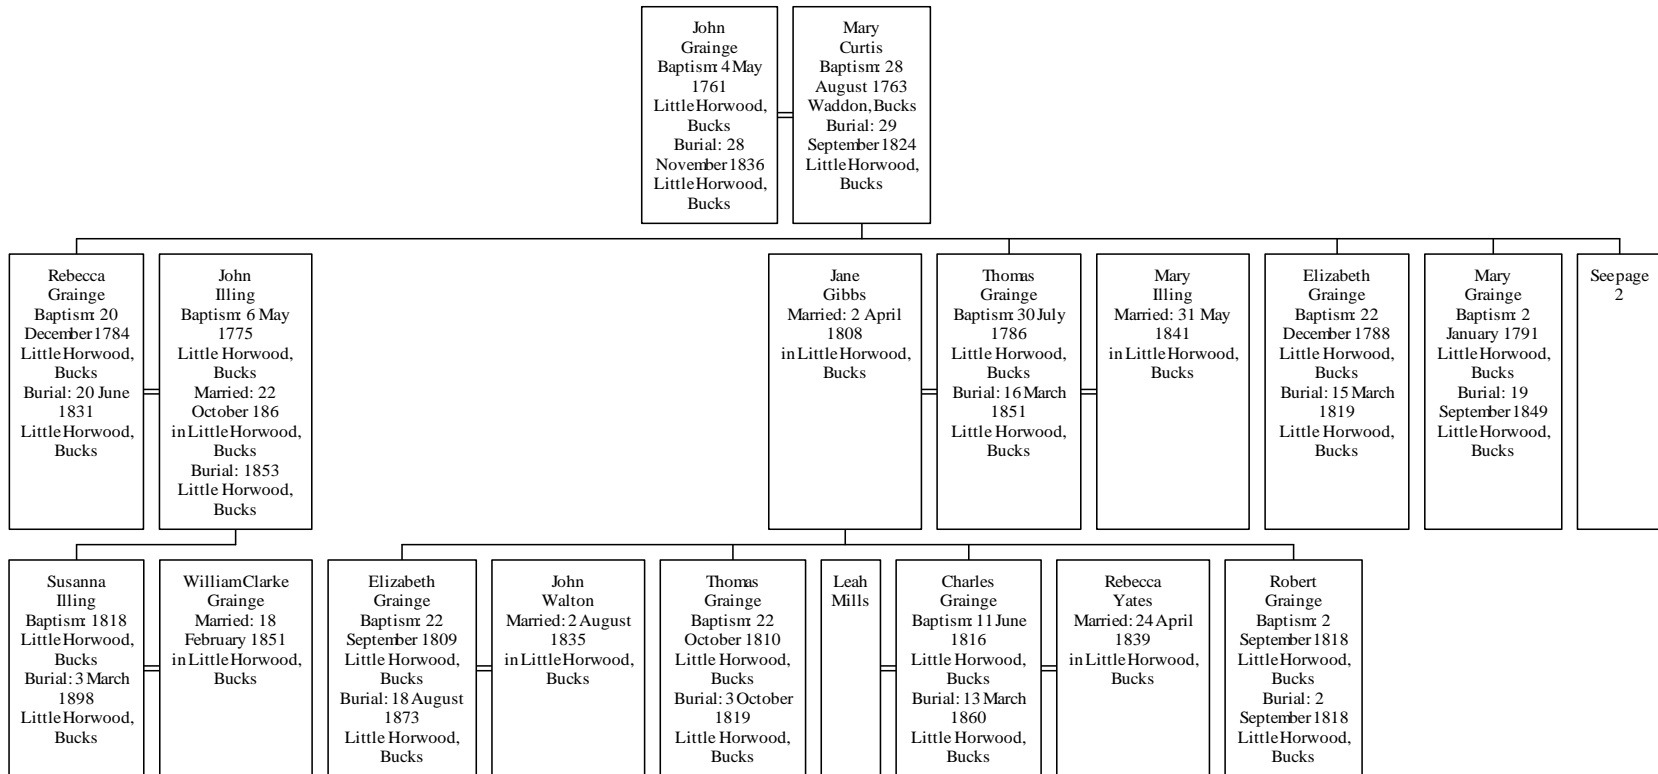 John
Grainge
Baptism: 4 May
1761
Little Horwood,
Bucks
Burial: 28
November 1836
Little Horwood,
Bucks
Mary
Curtis
Baptism: 28
August 1763
Waddon, Bucks
Burial: 29
September 1824
Little Horwood,
Bucks
Rebecca
Grainge
Baptism: 20
December 1784
Little Horwood,
Bucks
Burial: 20 June
1831
Little Horwood,
Bucks
John
Illing
Baptism: 6 May
1775
Little Horwood,
Bucks
Married: 22
October 186
in Little Horwood,
Bucks
Burial: 1853
Little Horwood,
Bucks
Jane
Gibbs
Married: 2 April
1808
in Little Horwood,
Bucks
Thomas
Grainge
Baptism: 30 July
1786
Little Horwood,
Bucks
Burial: 16 March
1851
Little Horwood,
Bucks
Mary
Illing
Married: 31 May
1841
in Little Horwood,
Bucks
Elizabeth
Grainge
Baptism: 22
December 1788
Little Horwood,
Bucks
Burial: 15 March
1819
Little Horwood,
Bucks
Mary
Grainge
Baptism: 2
January 1791
Little Horwood,
Bucks
Burial: 19
September 1849
Little Horwood,
Bucks
See page
2
Susanna
Illing
Baptism: 1818
Little Horwood,
Bucks
Burial: 3 March
1898
Little Horwood,
Bucks
William Clarke
Grainge
Married: 18
February 1851
in Little Horwood,
Bucks
Elizabeth
Grainge
Baptism: 22
September 1809
Little Horwood,
Bucks
Burial: 18 August
1873
Little Horwood,
Bucks
John
Walton
Married: 2 August
1835
in Little Horwood,
Bucks
Thomas
Grainge
Baptism: 22
October 1810
Little Horwood,
Bucks
Burial: 3 October
1819
Little Horwood,
Bucks
Leah
Mills
Charles
Grainge
Baptism: 11 June
1816
Little Horwood,
Bucks
Burial: 13 March
1860
Little Horwood,
Bucks
Rebecca
Yates
Married: 24 April
1839
in Little Horwood,
Bucks
Robert
Grainge
Baptism: 2
September 1818
Little Horwood,
Bucks
Burial: 2
September 1818
Little Horwood,
Bucks